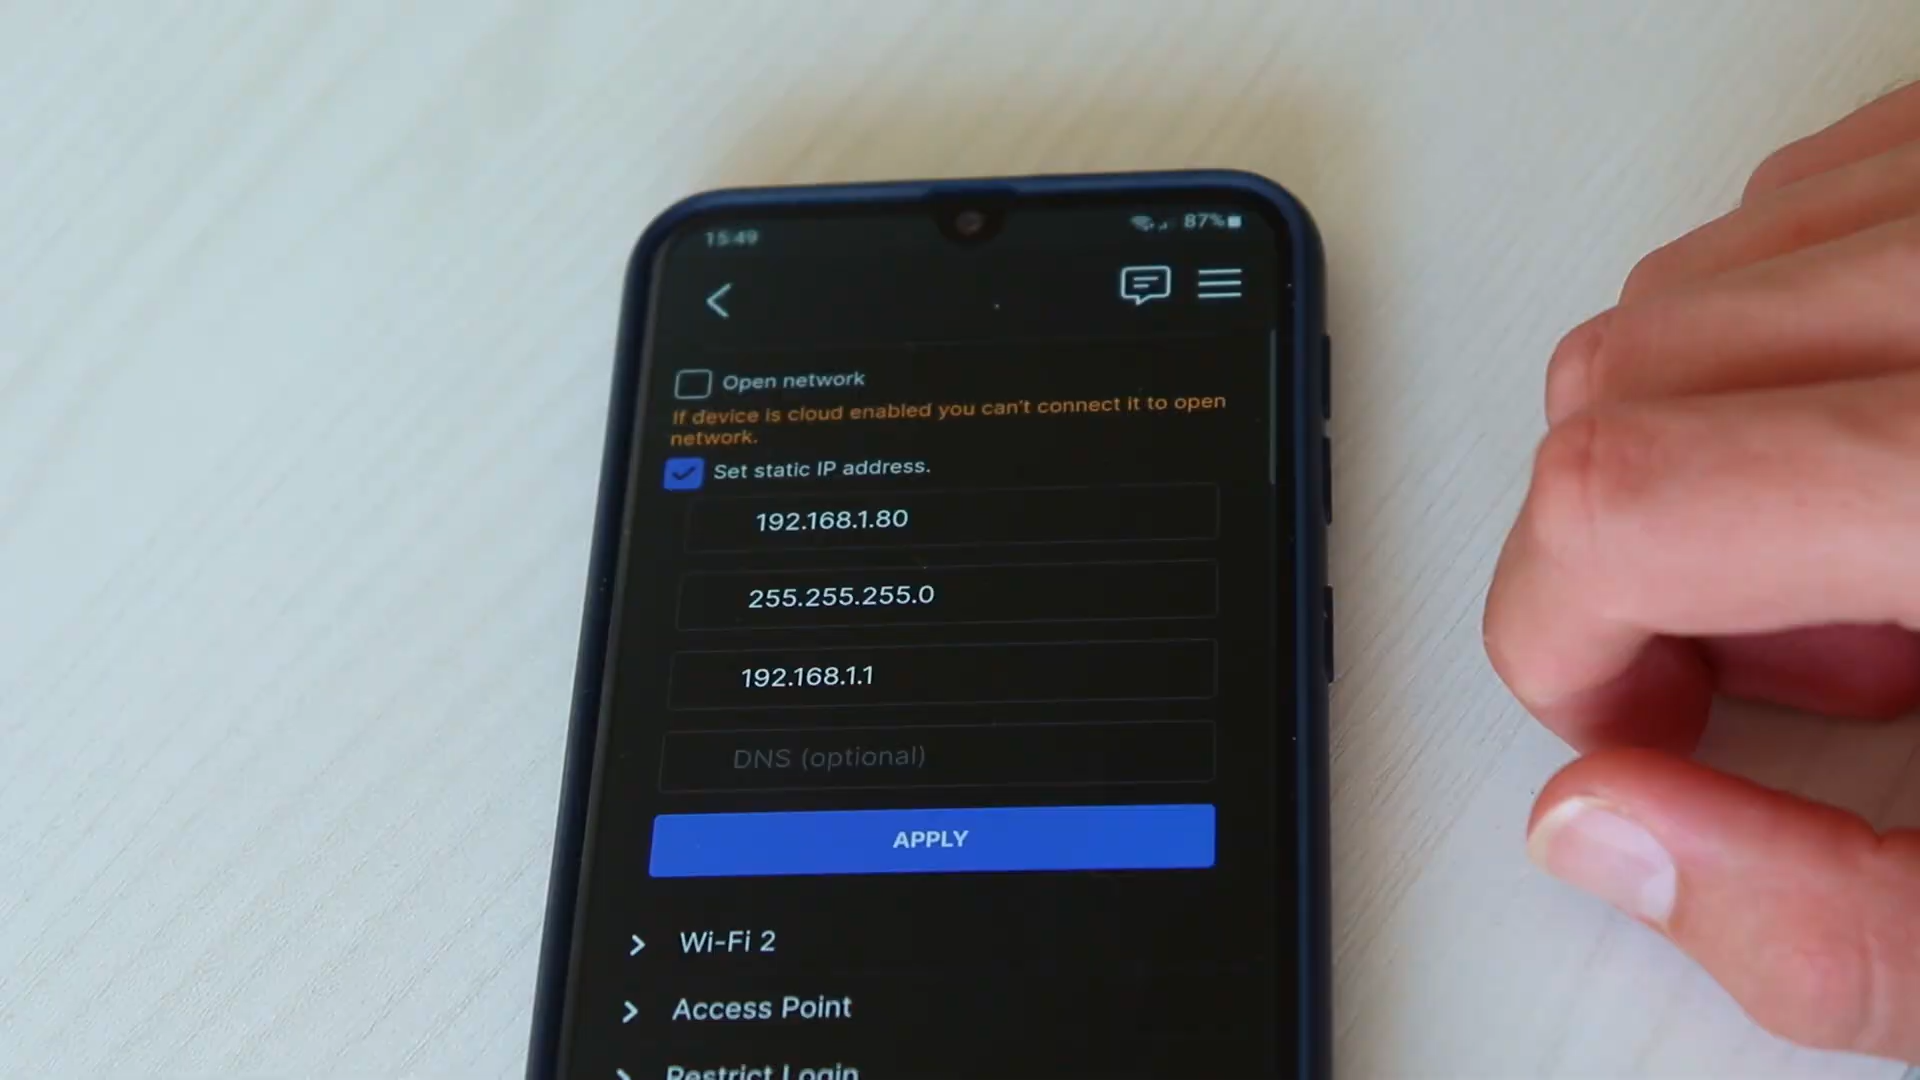 15:49
87%
Open network
If device is cloud enabled you can't connect it to open
network.
Set static IP address.
192.168.1.80
255.255.255.0
192.168.1.1
DNS (optional)
APPLY
Wi-Fi 2
Access Point
Restrict Login